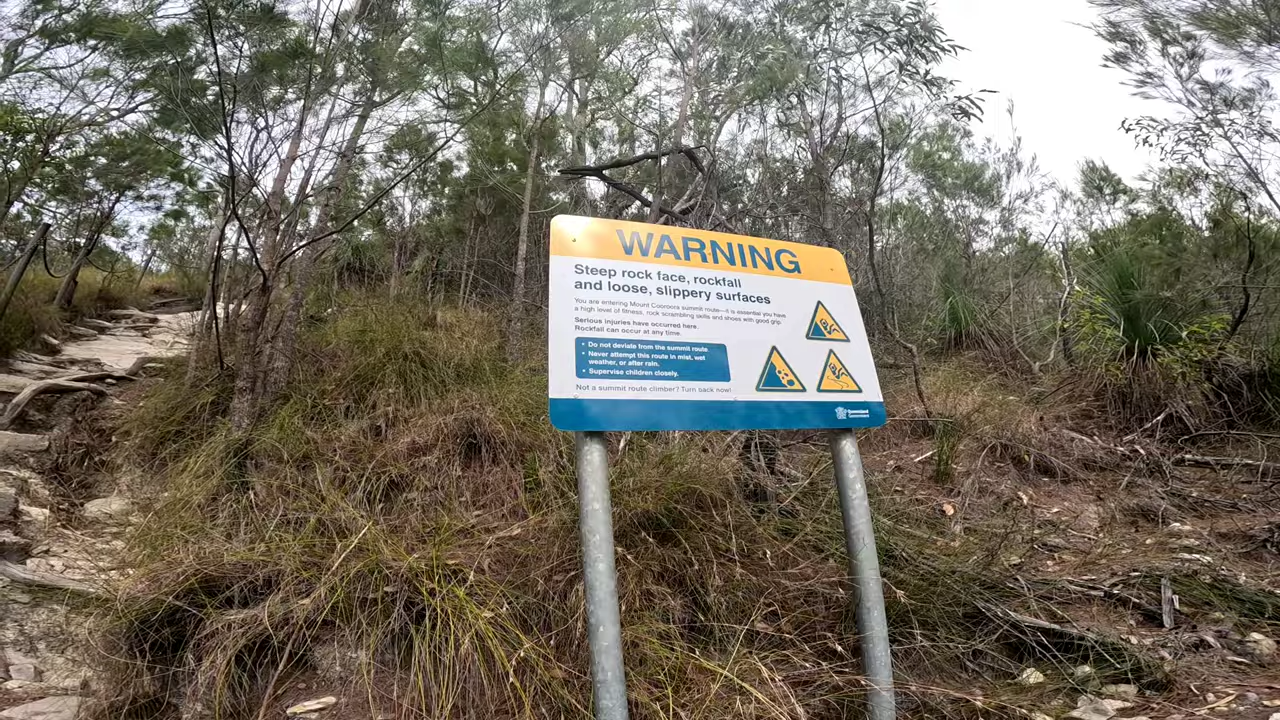 WARNING
Steep rock face, rockfall
and loose, slippery surfaces
You are entering Mount Cooroora summit route—it is essential you have
a high level of fitness, rock scrambling skills and shoes with good grip.
Serious injuries have occurred here.
Rockfall can occur at any time.
• Do not deviate from the summit route.
• Never attempt this route in mist, wet
weather, or after rain.
• Supervise children closely.
Not a summit route climber? Turn back now!
Queensland
Government